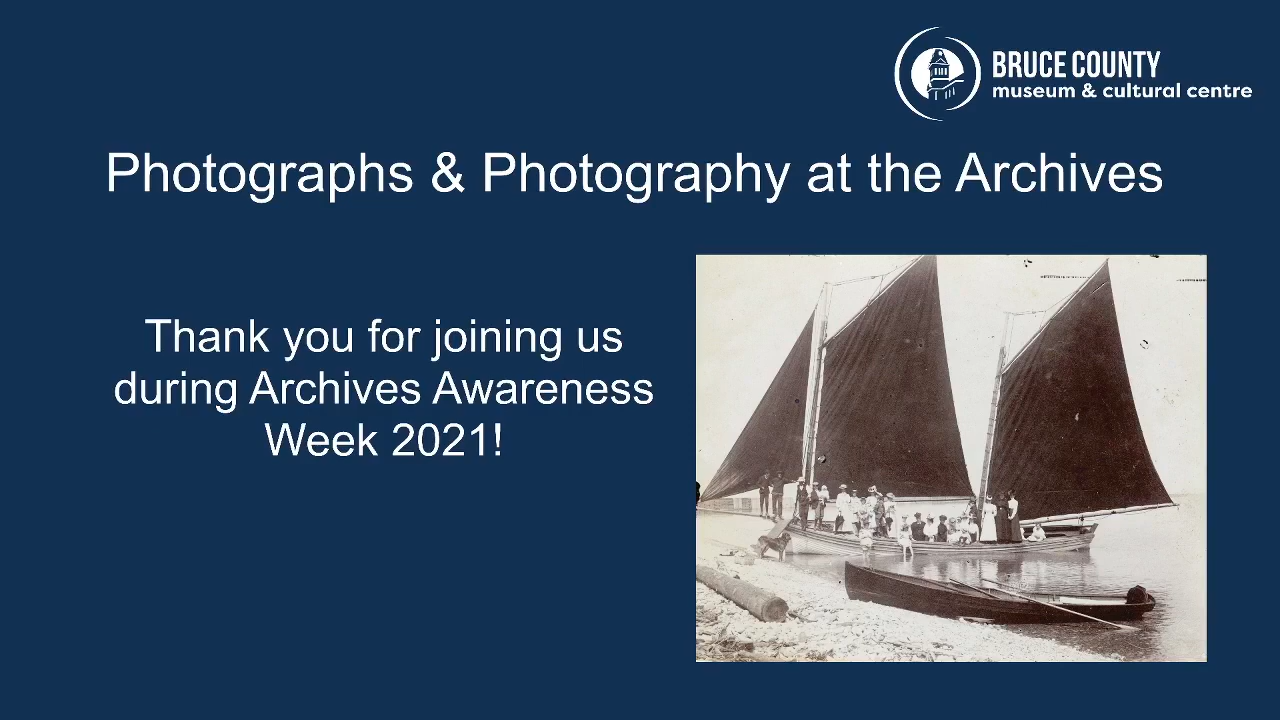 BRUCE COUNTY
museum & cultural centre
Photographs & Photography at the Archives
Thank you for joining us
during Archives Awareness
Week 2021!